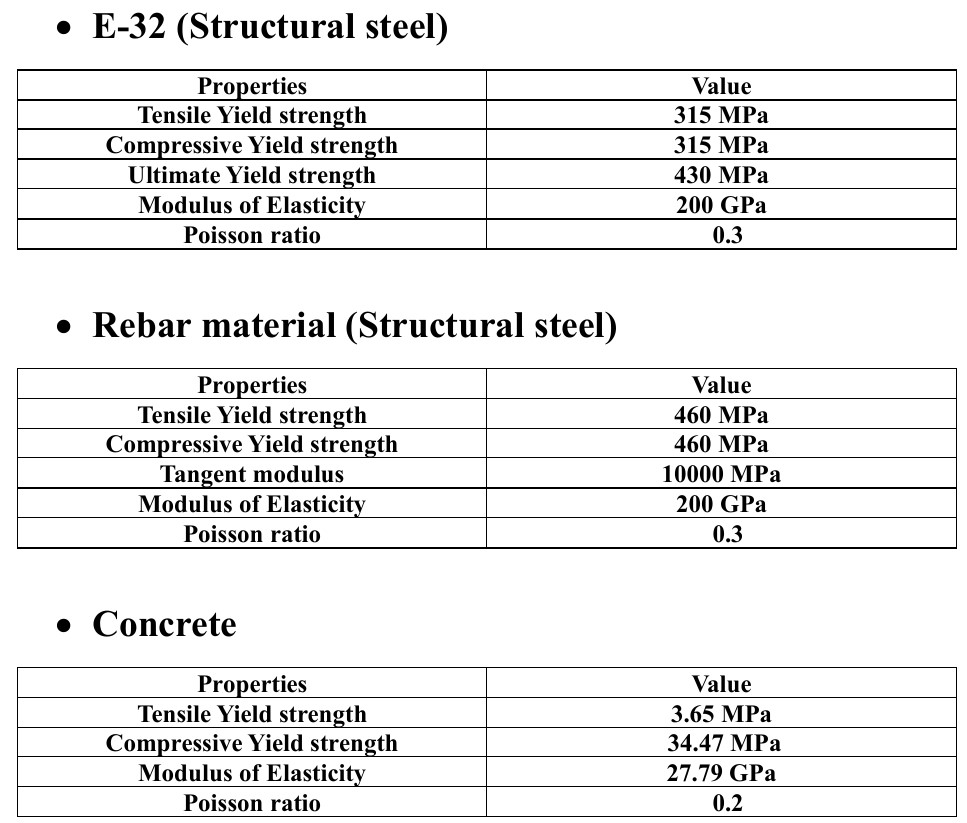 • E-32 (Structural steel)
Properties Value
Tensile Yield strength 315 MPa
Compressive Yield strength 315 MPa
Ultimate Yield strength 430 MPa
Modulus of Elasticity 200 GPa
Poisson ratio 0.3
• Rebar material (Structural steel)
Properties Value
Tensile Yield strength 460 MPa
Compressive Yield strength 460 MPa
Tangent modulus 10000 MPa
Modulus of Elasticity 200 GPa
Poisson ratio 0.3
• Concrete
Properties Value
Tensile Yield strength 3.65 MPa
Compressive Yield strength 34.47 MPa
Modulus of Elasticity 27.79 GPa
Poisson ratio 0.2